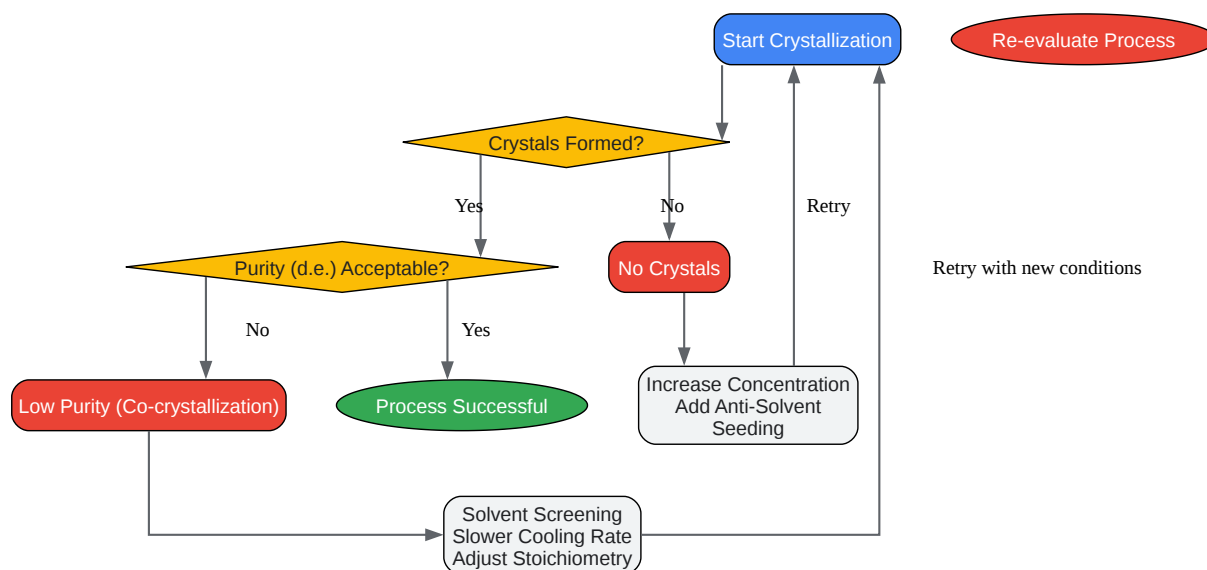 Start Crystallization
Re-evaluate Process
Crystals Formed?
Yes
No
Retry
Purity (d.e.) Acceptable?
No Crystals
Retry with new conditions
No
Yes
Low Purity (Co-crystallization)
Process Successful
Increase Concentration
Add Anti-Solvent
Seeding
Solvent Screening
Slower Cooling Rate
Adjust Stoichiometry